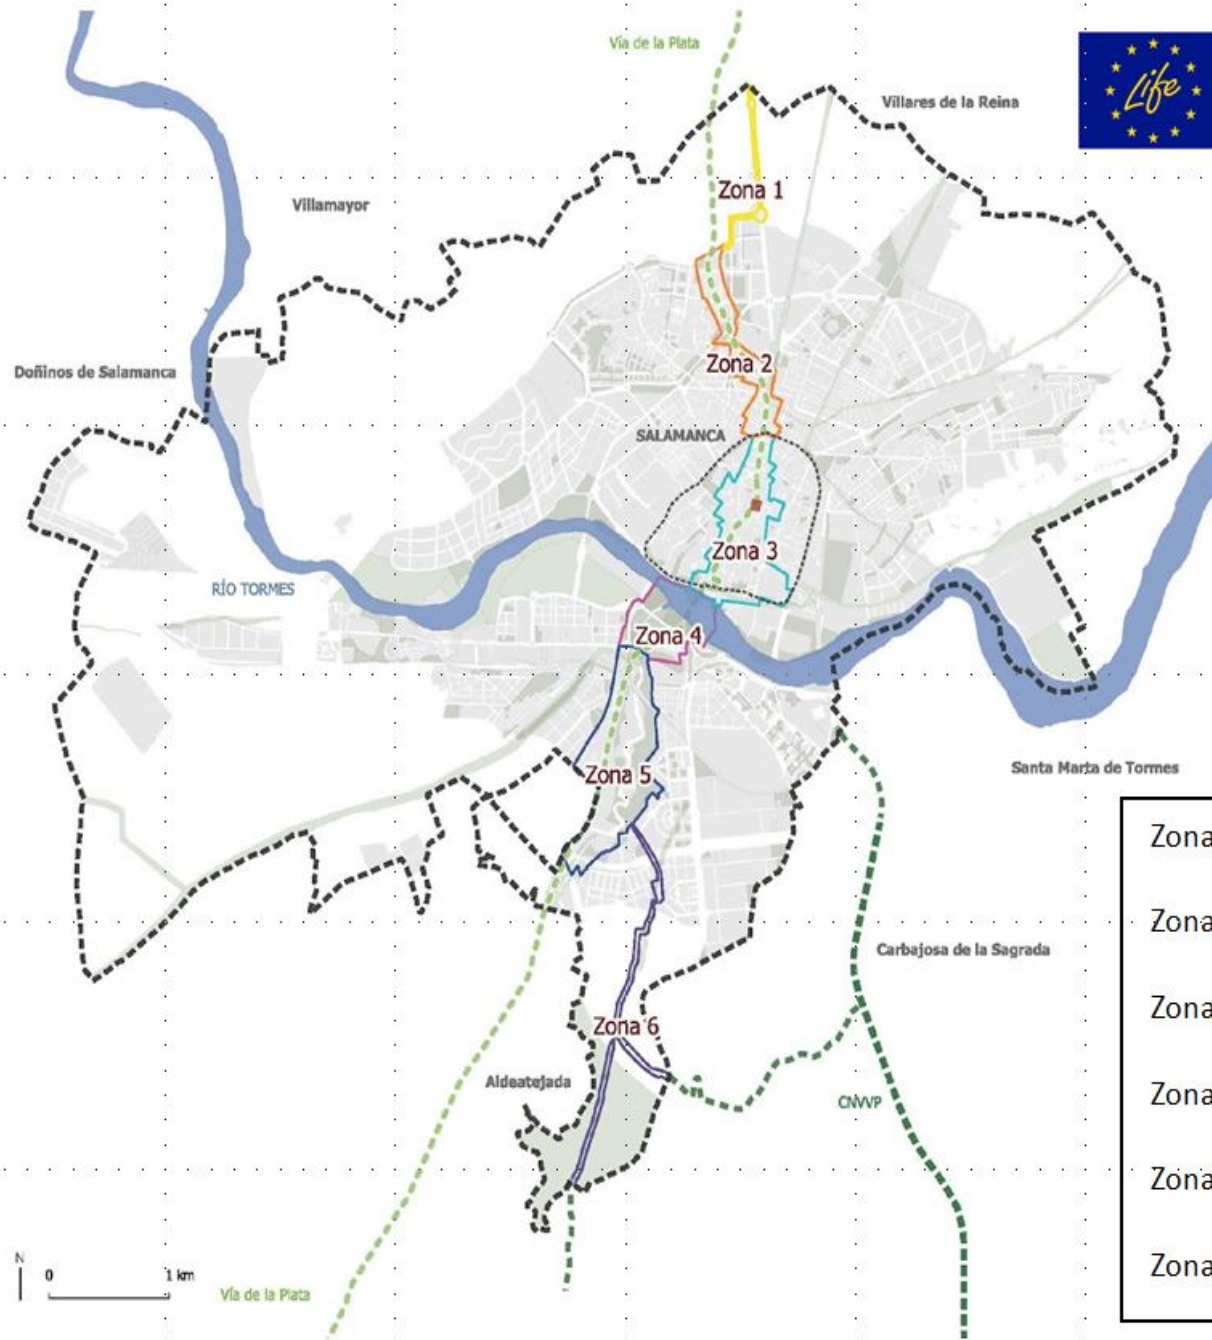 Vía de la Plata
Life
Villares de la Reina
Zona 1
Villamayor
Zona 2
Doñinos de Salamanca
SALAMANCA
Zona 3
RÍO TORMES
Zona 4
Zona 5
Santa Marta de Tormes
Zona
Zona
Carbajosa de la Sagrada
Zona
Zona 6
Aldeatejada
CNVVP
Zona
Zona
Zona
N
0 1 km
Vía de la Plata